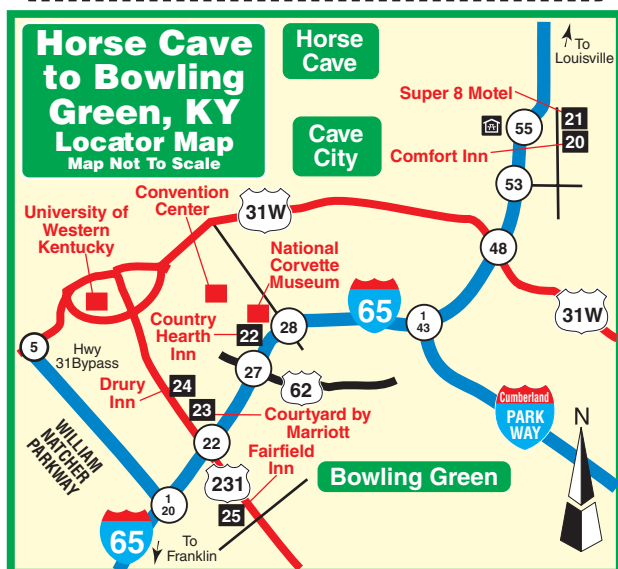 Horse Cave
to Bowling
Green, KY
Locator Map
Map Not To Scale
Horse
Cave
To
Louisville
Super 8 Motel
21
55
20
Cave
City
Comfort Inn
53
Convention
Center
31W
University of
Western
Kentucky
48
National
Corvette
Museum
65
1
43
31W
Country
Hearth
Inn
22
28
5
Hwy
31Bypass
27
62
Drury
Inn
24
23
Courtyard by
Marriott
Cumberland
PARK
WAY
N
WILLIAM
NATCHER
PARKWAY
22
Fairfield
Inn
231
Bowling Green
25
1
20
65
To
Franklin